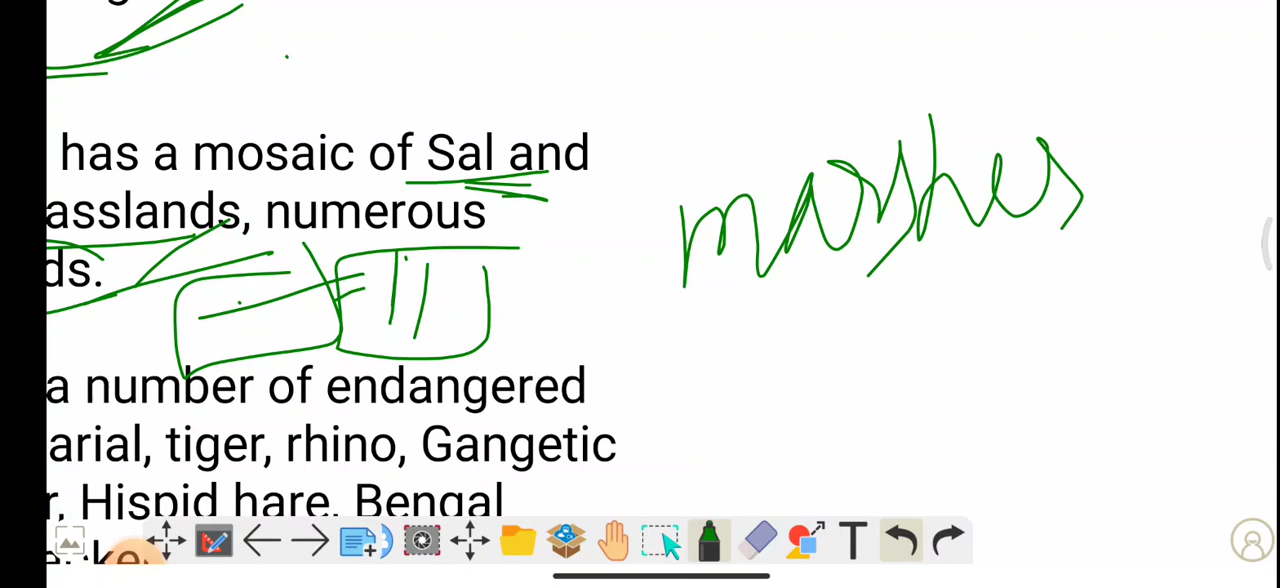 has a mosaic of Sal and
asslands, numerous
ds.
marshes
a number of endangered
arial, tiger, rhino, Gangetic
r, Hispid hare, Bengal
ke,
T